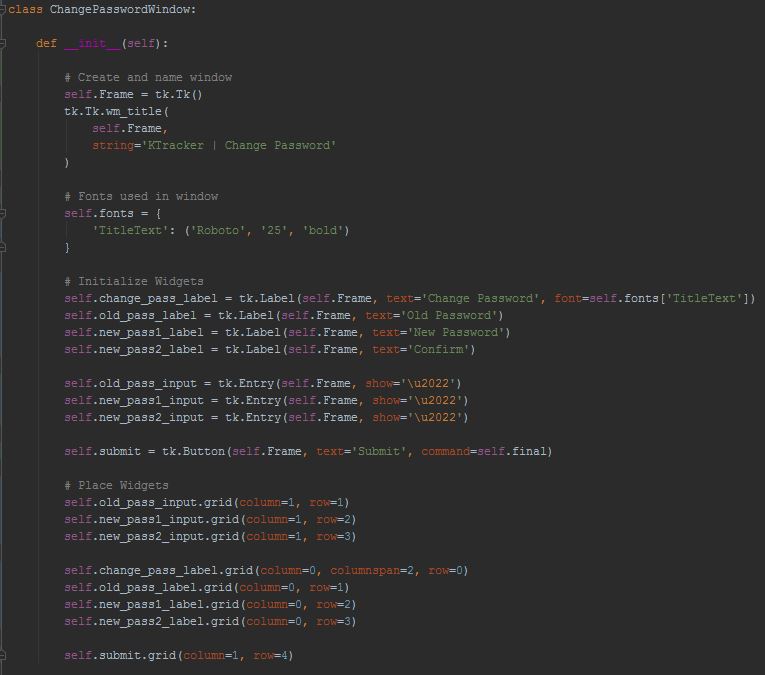 class ChangePasswordWindow:
def __init__(self):
# Create and name window
self.Frame = tk.Tk()
tk.Tk.wm_title(
self.Frame,
string='KTracker | Change Password'
)
# Fonts used in window
self.fonts = {
'TitleText': ('Roboto', '25', 'bold')
}
# Initialize Widgets
self.change_pass_label = tk.Label(self.Frame, text='Change Password', font=self.fonts['TitleText'])
self.old_pass_label = tk.Label(self.Frame, text='Old Password')
self.new_pass1_label = tk.Label(self.Frame, text='New Password')
self.new_pass2_label = tk.Label(self.Frame, text='Confirm')
self.old_pass_input = tk.Entry(self.Frame, show='\u2022')
self.new_pass1_input = tk.Entry(self.Frame, show='\u2022')
self.new_pass2_input = tk.Entry(self.Frame, show='\u2022')
self.submit = tk.Button(self.Frame, text='Submit', command=self.final)
# Place Widgets
self.old_pass_input.grid(column=1, row=1)
self.new_pass1_input.grid(column=1, row=2)
self.new_pass2_input.grid(column=1, row=3)
self.change_pass_label.grid(column=0, columnspan=2, row=0)
self.old_pass_label.grid(column=0, row=1)
self.new_pass1_label.grid(column=0, row=2)
self.new_pass2_label.grid(column=0, row=3)
self.submit.grid(column=1, row=4)